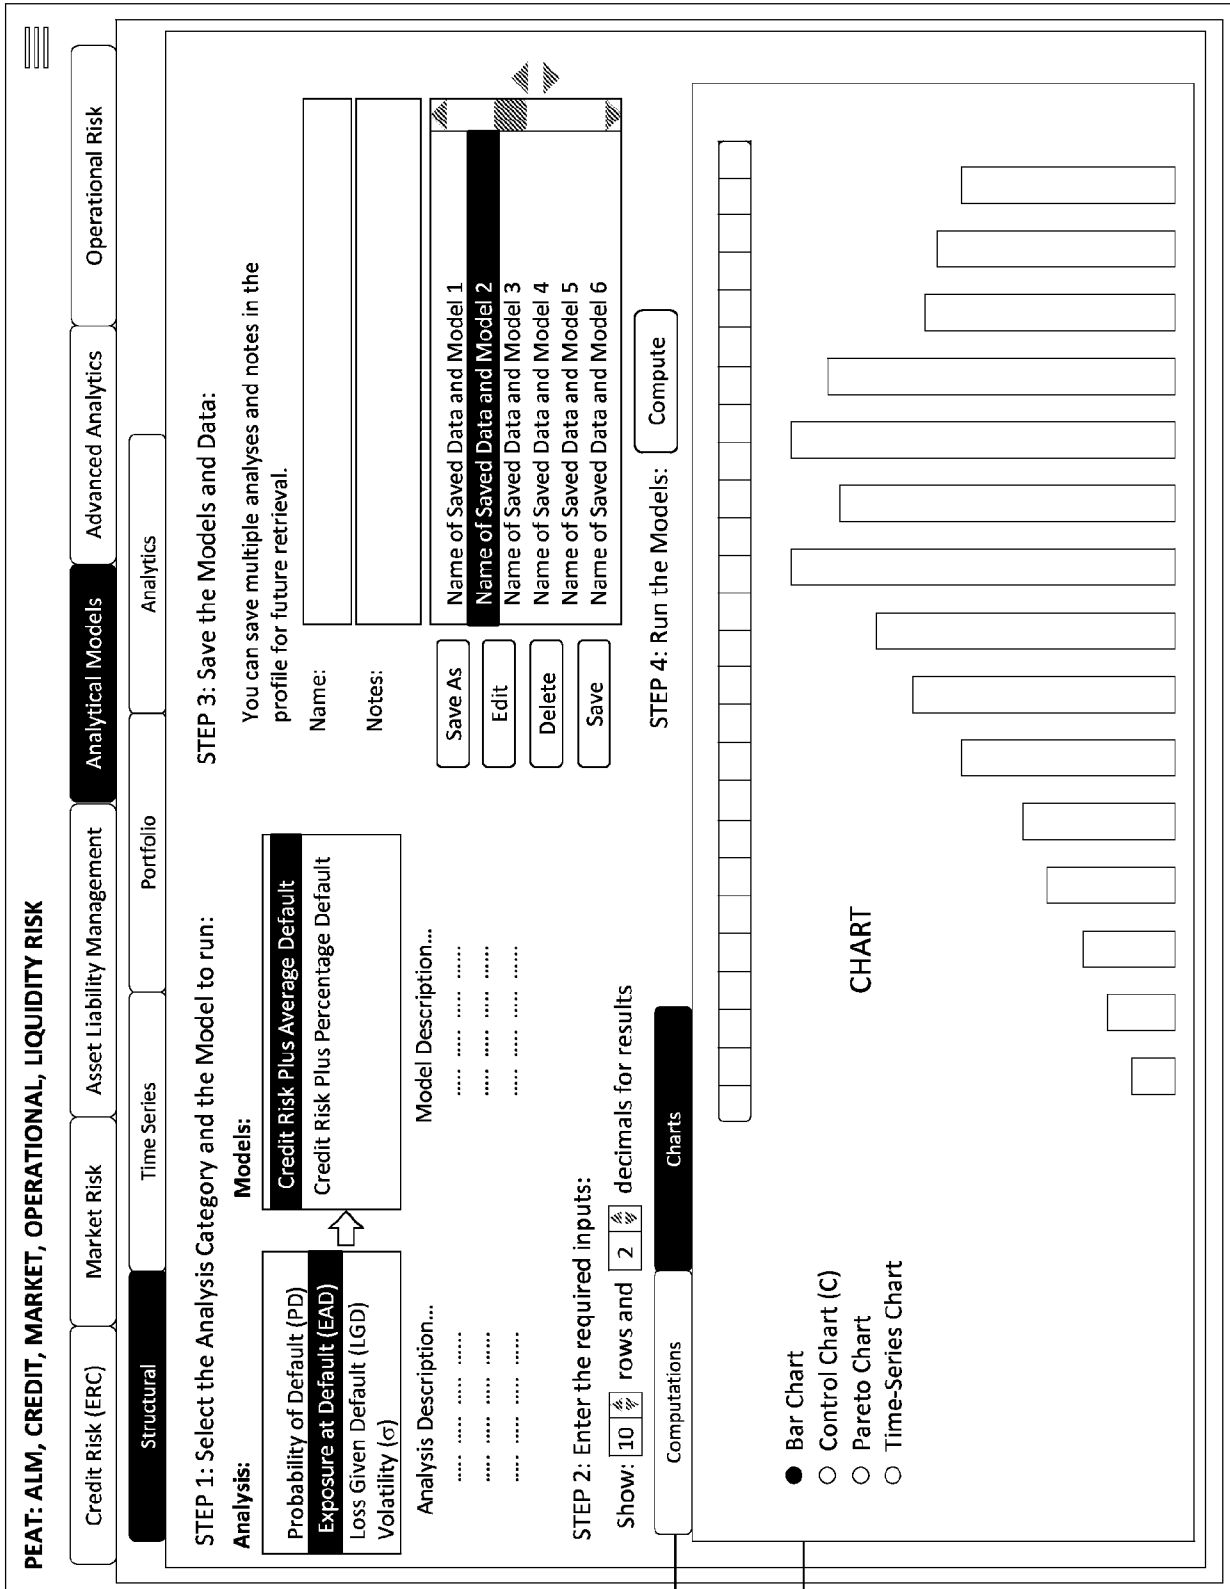 PEAT: ALM, CREDIT, MARKET, OPERATIONAL, LIQUIDITY RISK
Credit Risk (ERC)
Market Risk
Asset Liability Management
Analytical Models
Advanced Analytics
Operational Risk
Structural
Time Series
Portfolio
Analytics
STEP 1: Select the Analysis Category and the Model to run:
Analysis:
Probability of Default (PD)
Exposure at Default (EAD)
Loss Given Default (LGD)
Volatility (σ)
Analysis Description...
..... ..... ......
..... ..... ......
..... ..... ......
Models:
Credit Risk Plus Average Default
Credit Risk Plus Percentage Default
Model Description...
..... ..... ......
..... ..... ......
..... ..... ......
STEP 2: Enter the required inputs:
Show: 10 rows and 2 decimals for results
STEP 3: Save the Models and Data:
You can save multiple analyses and notes in the
profile for future retrieval.
Name:
Notes:
Save As
Edit
Delete
Save
Name of Saved Data and Model 1
Name of Saved Data and Model 2
Name of Saved Data and Model 3
Name of Saved Data and Model 4
Name of Saved Data and Model 5
Name of Saved Data and Model 6
STEP 4: Run the Models:
Compute
Computations
Charts
Bar Chart
Control Chart (C)
Pareto Chart
Time-Series Chart
CHART